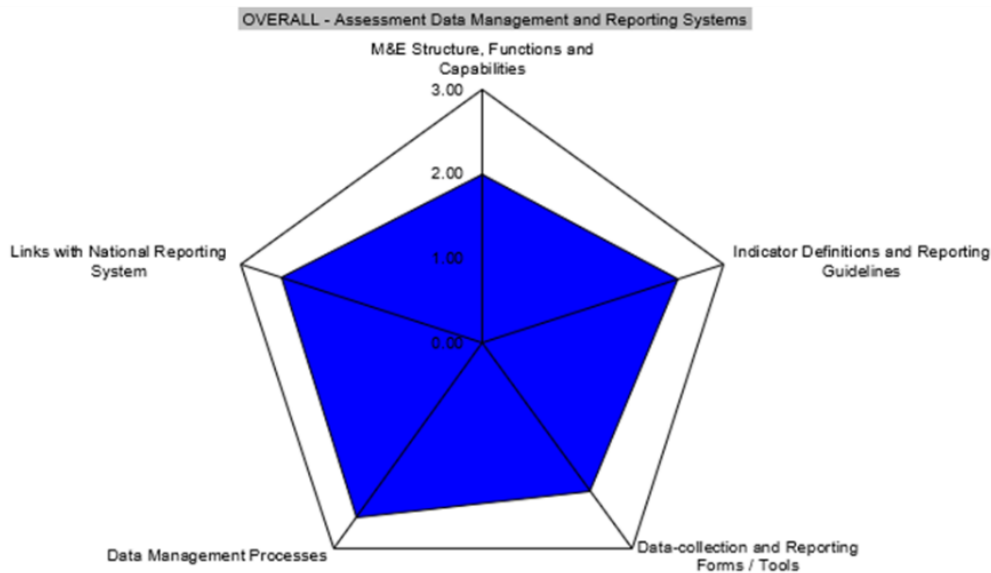 OVERALL - Assessment Data Management and Reporting Systems
M&E Structure, Functions and
Capabilities
3.00
2.00
Links with National Reporting
System
Indicator Definitions and Reporting
Guidelines
1.00
0.00
Data Management Processes
Data-collection and Reporting
Forms / Tools